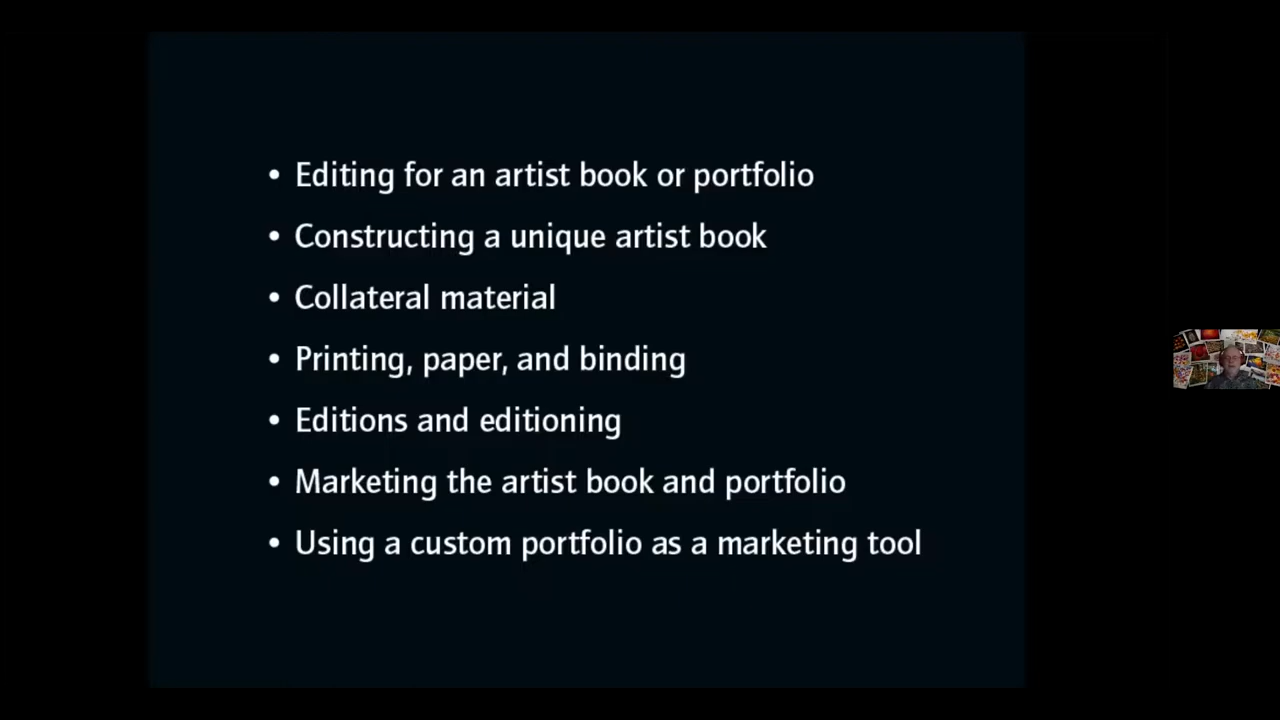 • Editing for an artist book or portfolio
• Constructing a unique artist book
• Collateral material
• Printing, paper, and binding
• Editions and editioning
• Marketing the artist book and portfolio
• Using a custom portfolio as a marketing tool